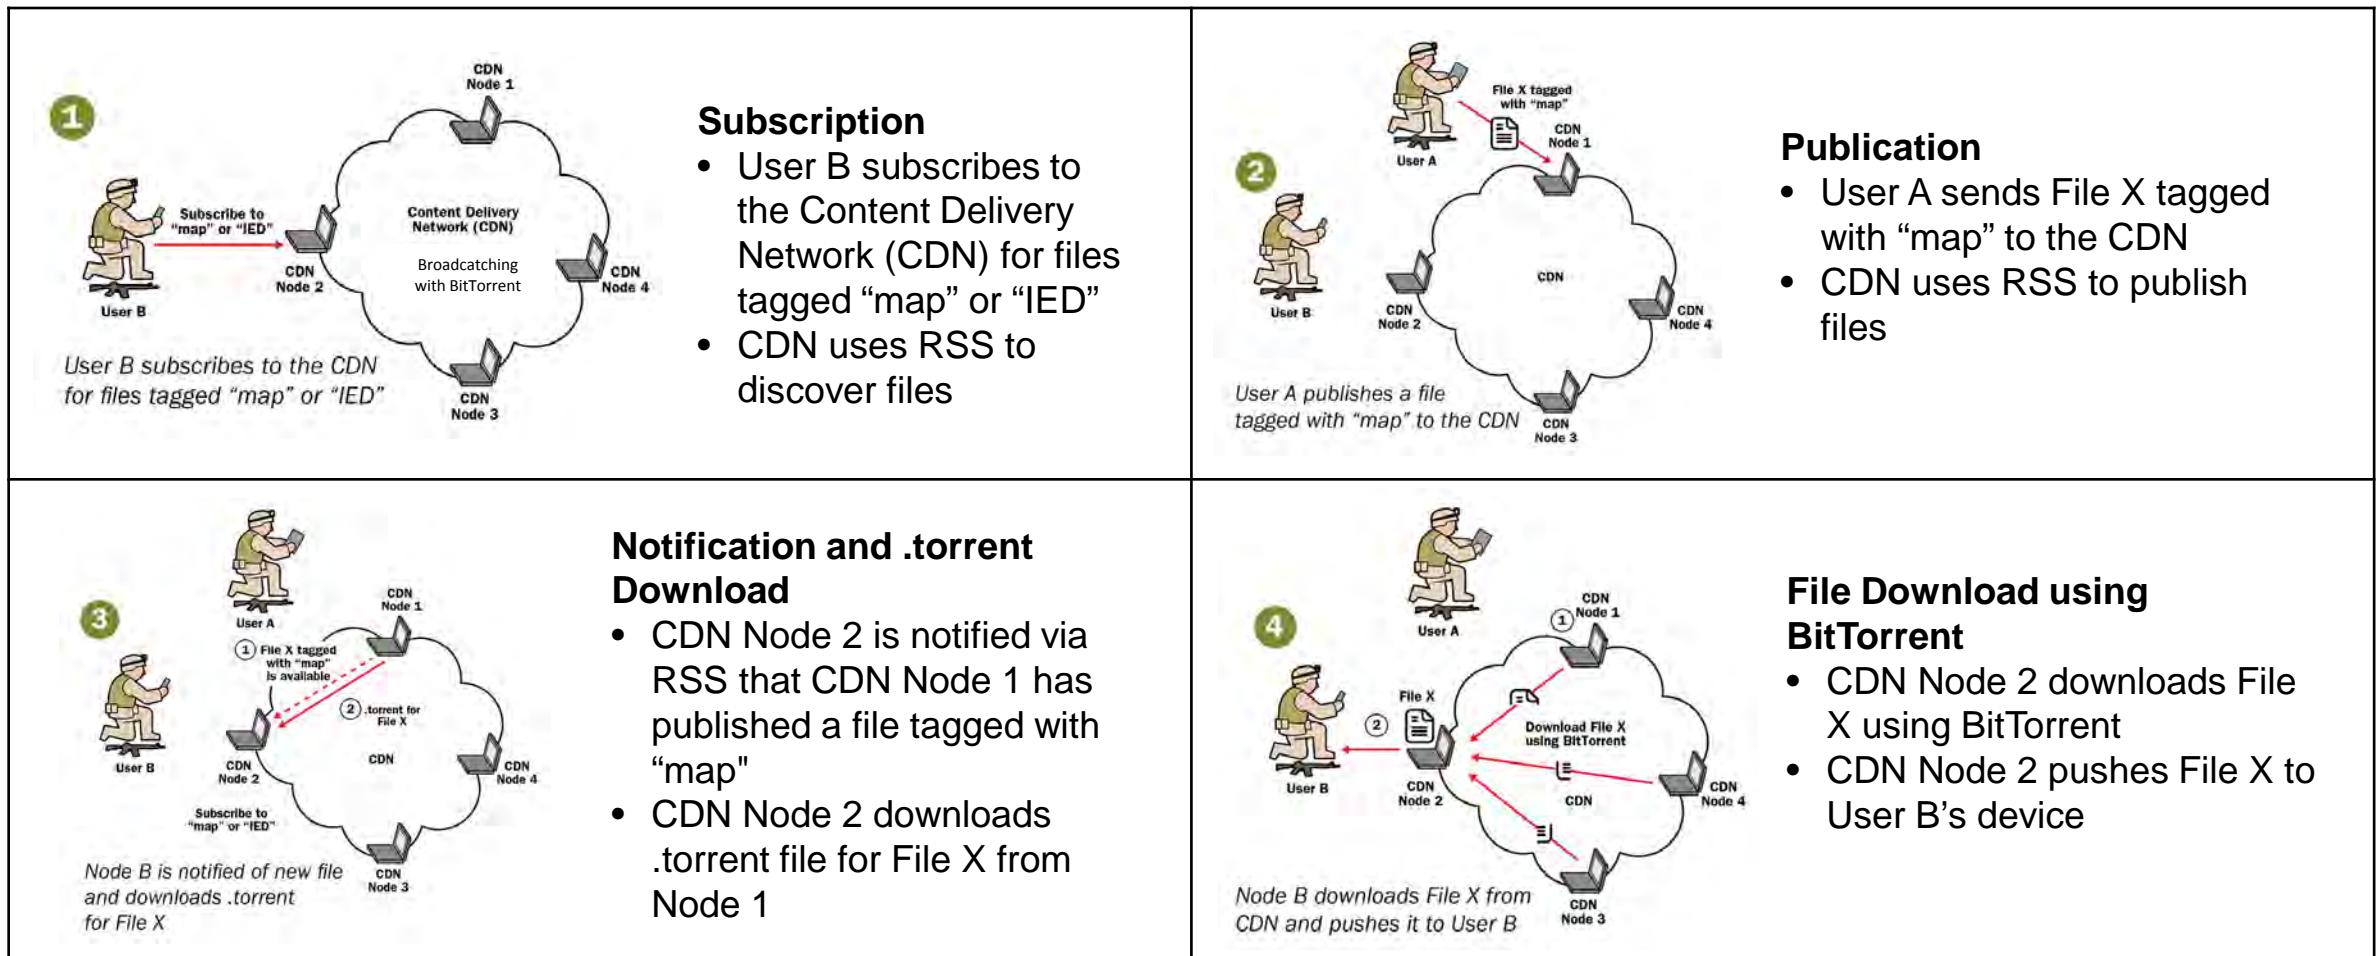 1
CDN
Node 1
Subscribe to
"map" or "IED"
Content Delivery
Network (CDN)
Broadcatching
with BitTorrent
CDN
Node 2
CDN
Node 4
User B
CDN
Node 3
User B subscribes to the CDN
for files tagged "map" or "IED"
Subscription
• User B subscribes to
the Content Delivery
Network (CDN) for files
tagged “map” or “IED”
• CDN uses RSS to
discover files
2
File X tagged
with "map"
User A
CDN
Node 1
User B
CDN
CDN
Node 2
CDN
Node 4
CDN
Node 3
User A publishes a file
tagged with "map" to the CDN
Publication
• User A sends File X tagged
with “map” to the CDN
• CDN uses RSS to publish
files
3
User A
CDN
Node 1
1 File X tagged
with "map"
is available
2 .torrent for
File X
User B
CDN
CDN
Node 2
CDN
Node 4
Subscribe to
"map" or "IED"
CDN
Node 3
Node B is notified of new file
and downloads .torrent
for File X
Notification and .torrent
Download
• CDN Node 2 is notified via
RSS that CDN Node 1 has
published a file tagged with
“map"
• CDN Node 2 downloads
.torrent file for File X from
Node 1
4
User A
1
CDN
Node 1
File X
2
Download File X
using BitTorrent
User B
CDN
Node 2
CDN
CDN
Node 4
CDN
Node 3
Node B downloads File X from
CDN and pushes it to User B
File Download using
BitTorrent
• CDN Node 2 downloads File
X using BitTorrent
• CDN Node 2 pushes File X to
User B’s device